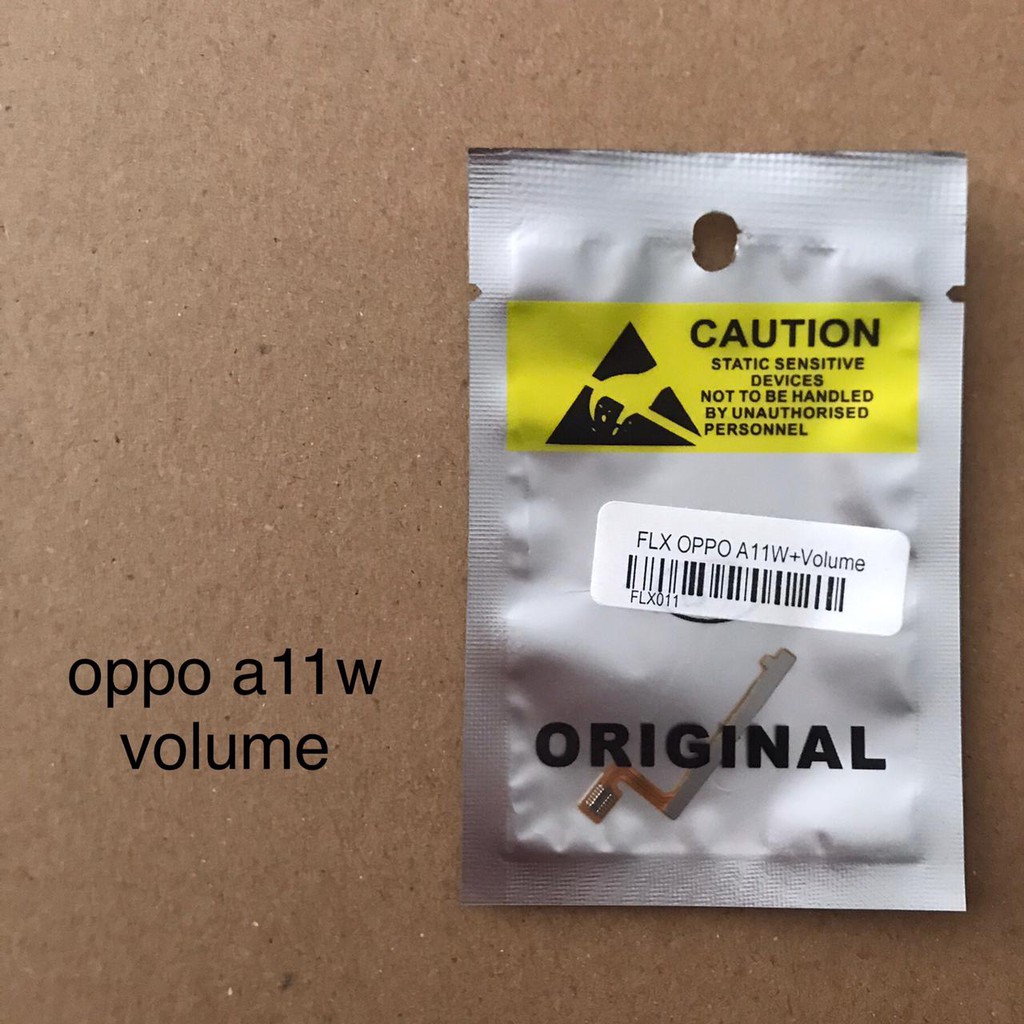 CAUTION
STATIC SENSITIVE
DEVICES
NOT TO BE HANDLED
BY UNAUTHORISED
PERSONNEL
FLX OPPO A11W+Volume
FLX011
ORIGINAL
oppo a11w
volume